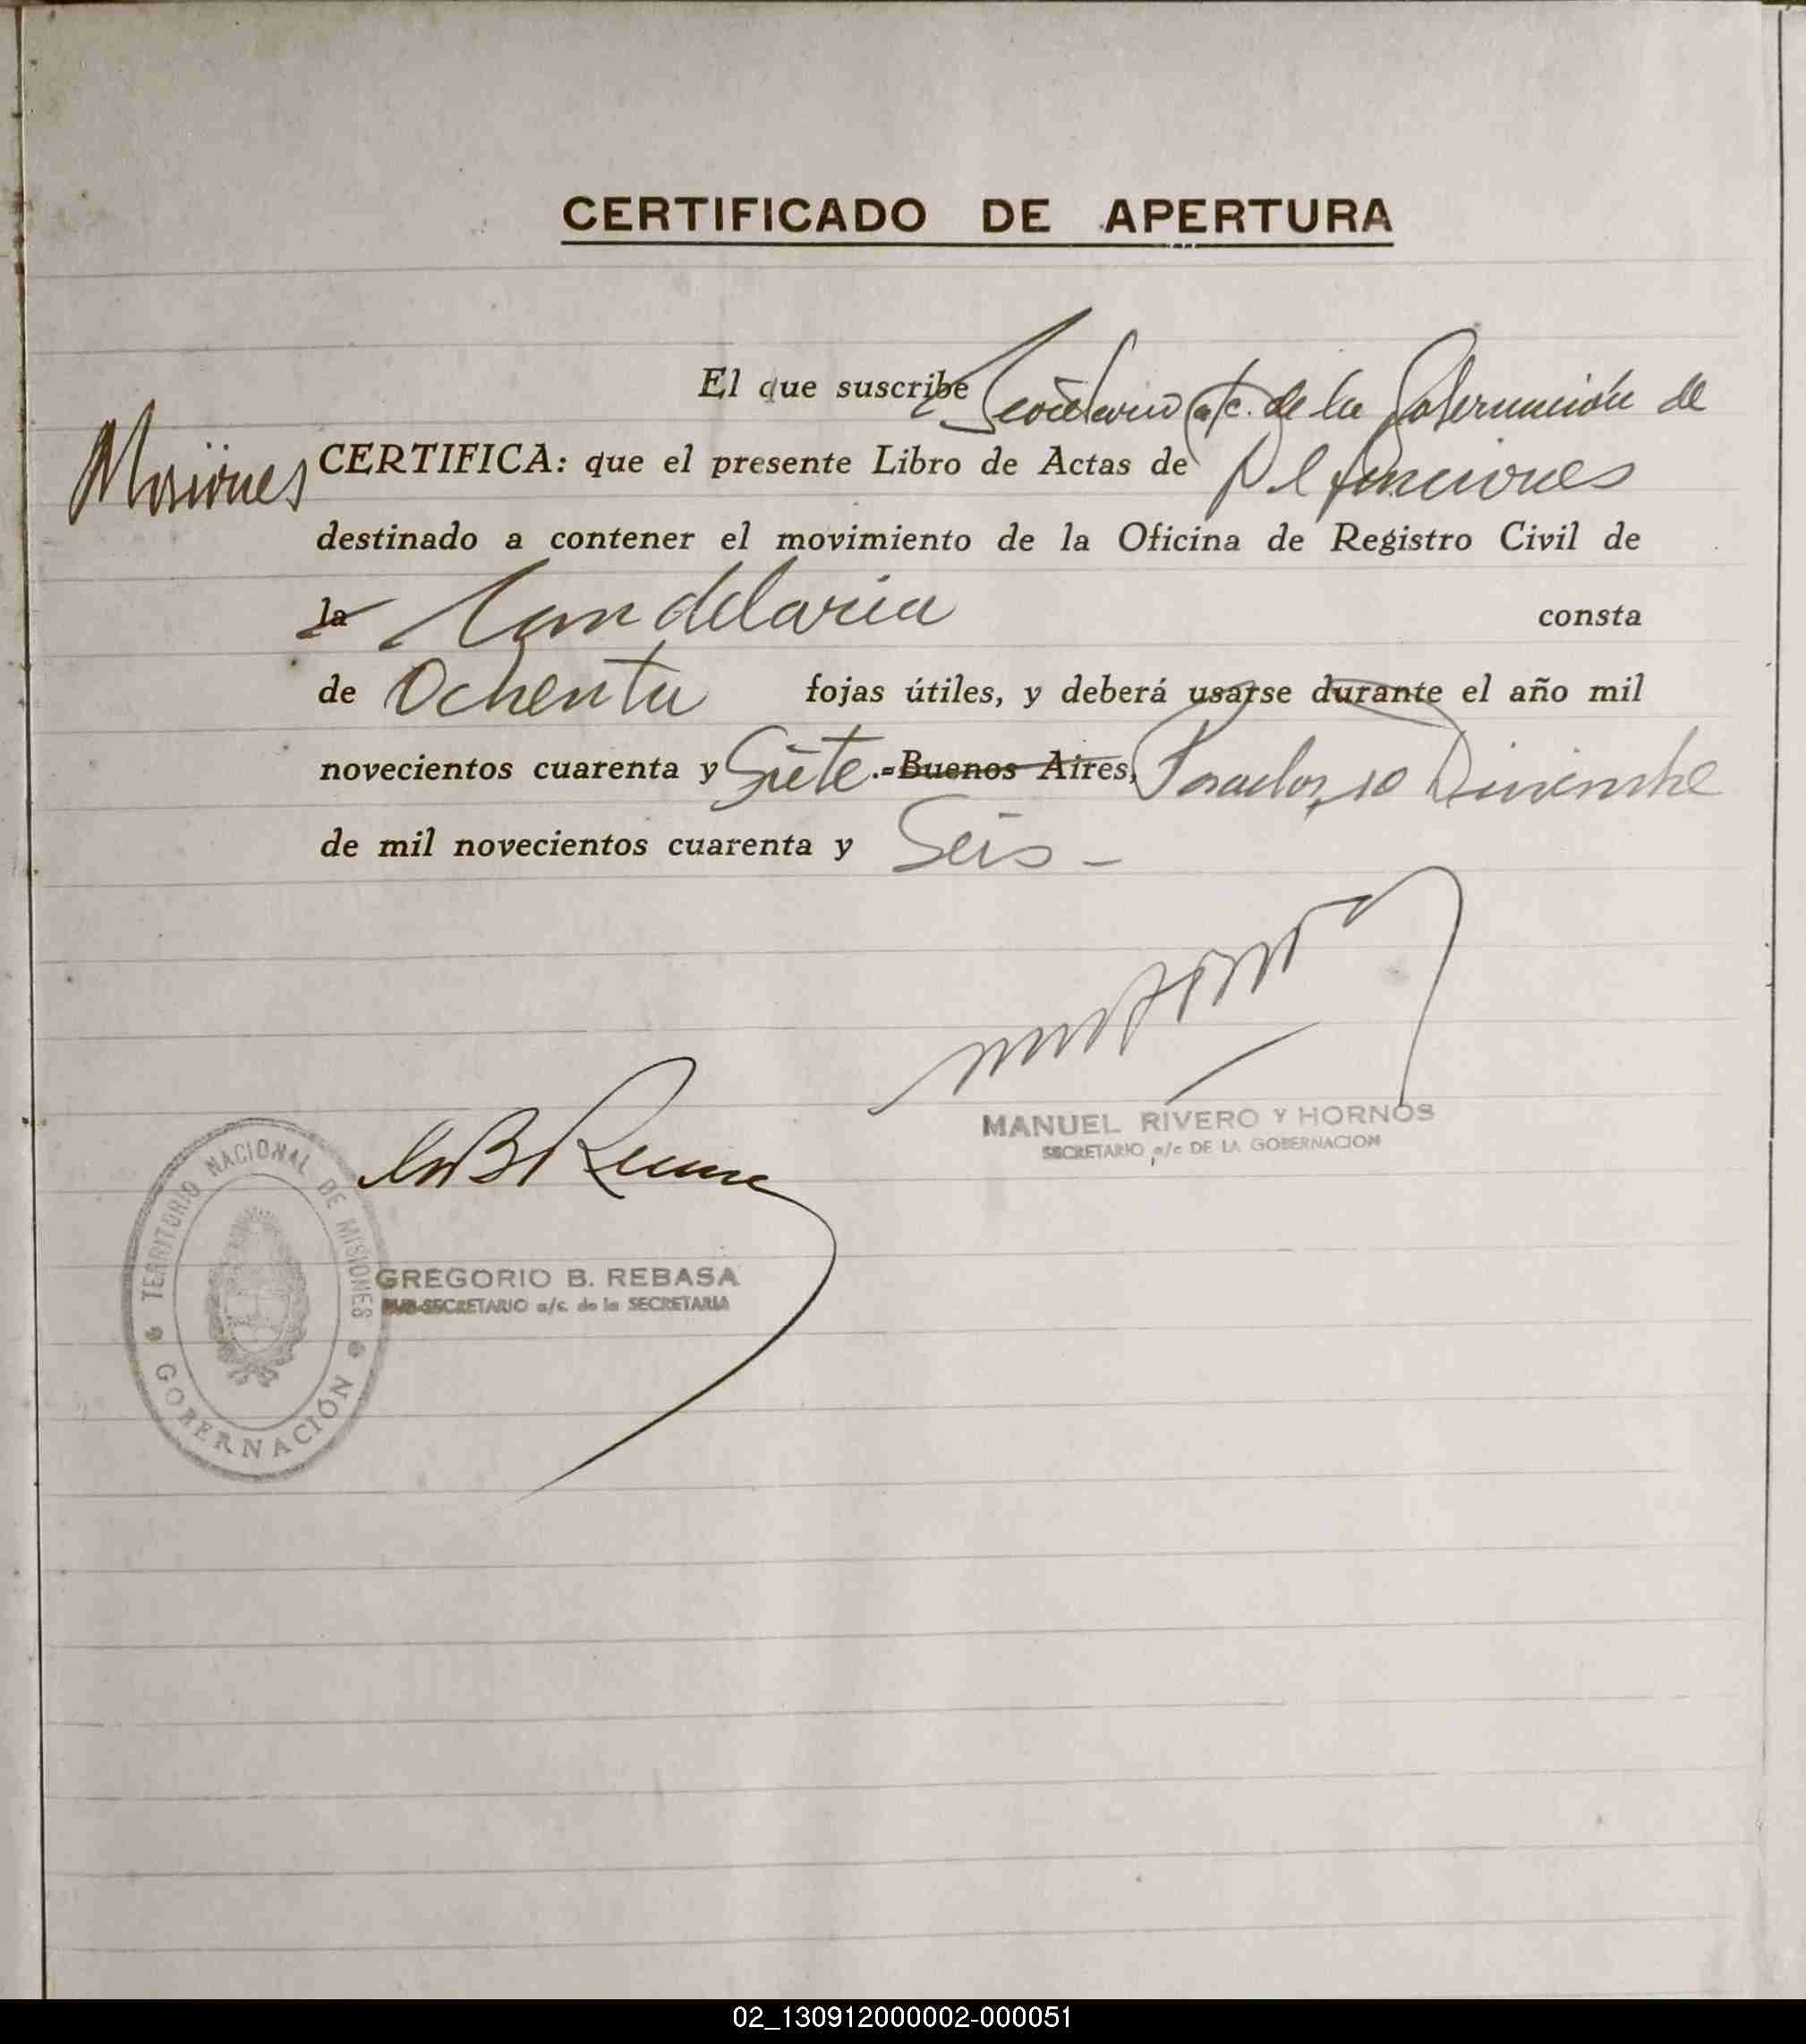 CERTIFICADO DE APERTURA
El que suscribe Secretario a/c. de la Gobernación de
Misiones CERTIFICA: que el presente Libro de Actas de Defunciones
destinado a contener el movimiento de la Oficina de Registro Civil de
la Candelaria consta
de Ochenta fojas útiles, y deberá usarse durante el año mil
novecientos cuarenta y Siete.=Buenos Aires, Posadas, 10 Diciembre
de mil novecientos cuarenta y Seis-
MANUEL RIVERO Y HORNOS
SECRETARIO a/c DE LA GOBERNACION
TERRITORIO NACIONAL DE MISIONES
GOBERNACIÓN
GREGORIO B. REBASA
SUB-SECRETARIO a/c. de la SECRETARIA
02_130912000002-000051